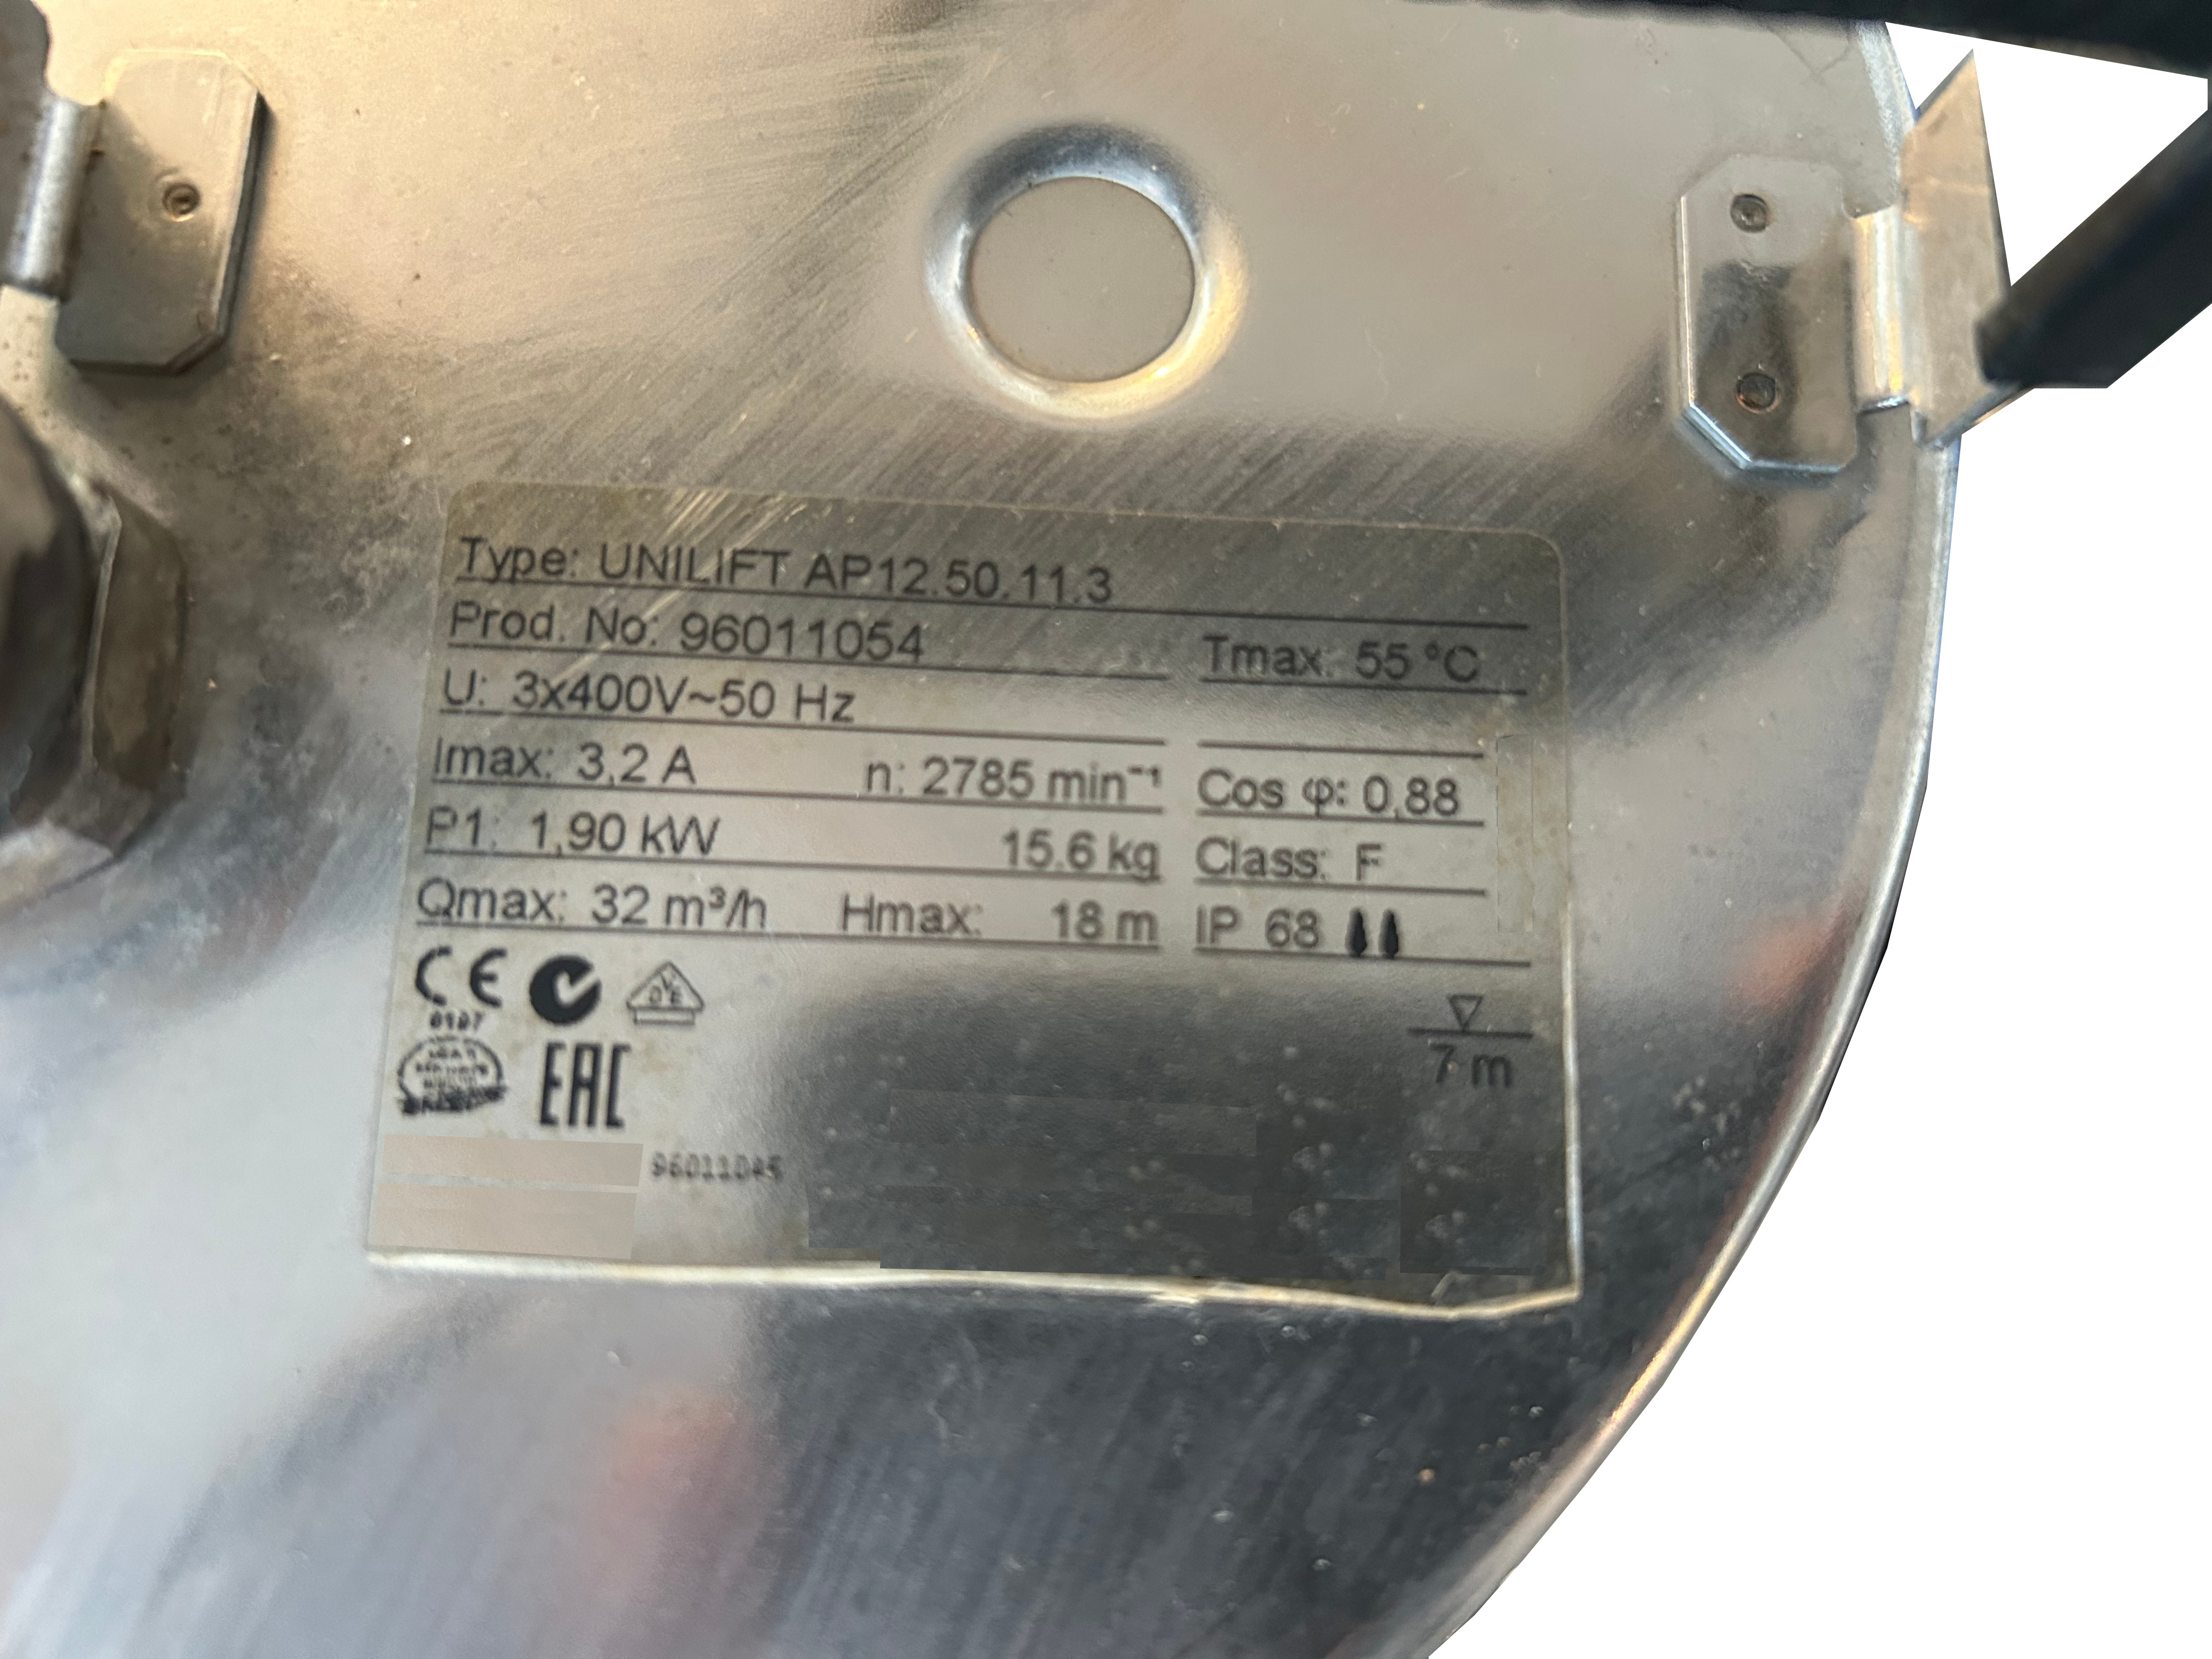 Type: UNILIFT AP12.50.11.3
Prod. No: 96011054 Tmax: 55 °C
U: 3x400V~50 Hz
Imax: 3,2 A n: 2785 min⁻¹ Cos φ: 0,88
P1: 1,90 kW 15.6 kg Class: F
Qmax: 32 m³/h Hmax: 18 m IP 68
CE
0197
VDE
EAC
7 m